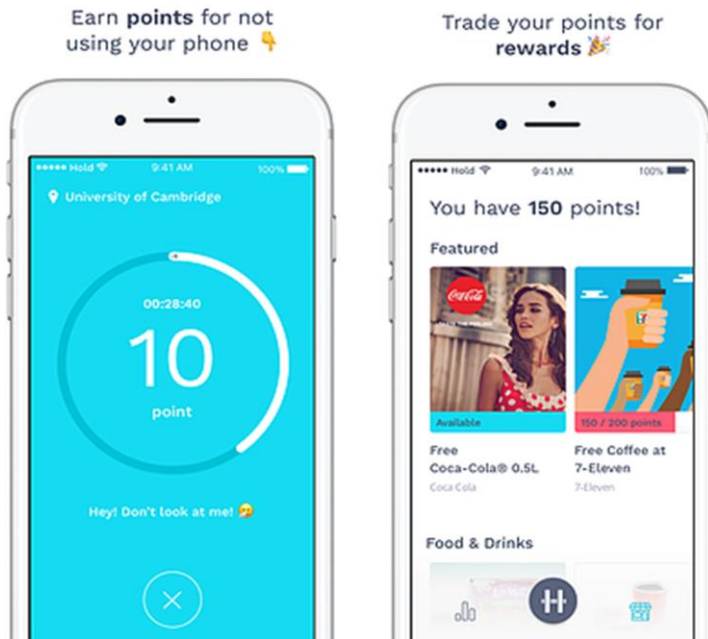 Earn points for not
using your phone 👇
Hold 9:41 AM 100%
University of Cambridge
00:28:40
10
point
Hey! Don't look at me! 🤧
Trade your points for
rewards 🎉
Hold 9:41 AM 100%
You have 150 points!
Featured
Coca-Cola
Available
150 / 200 points
Free
Coca-Cola® 0.5L
Coca Cola
Free Coffee at
7-Eleven
7-Eleven
Food & Drinks